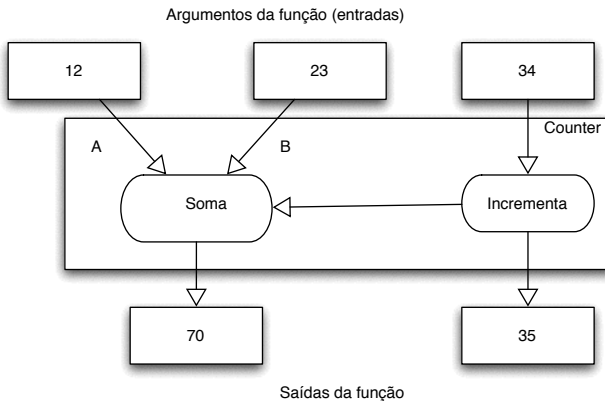 Argumentos da função (entradas)
12
23
34
Counter
A
B
Soma
Incrementa
70
35
Saídas da função